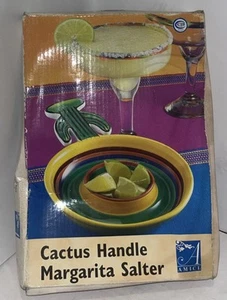 Cactus Handle
Margarita Salter
A
AMICI